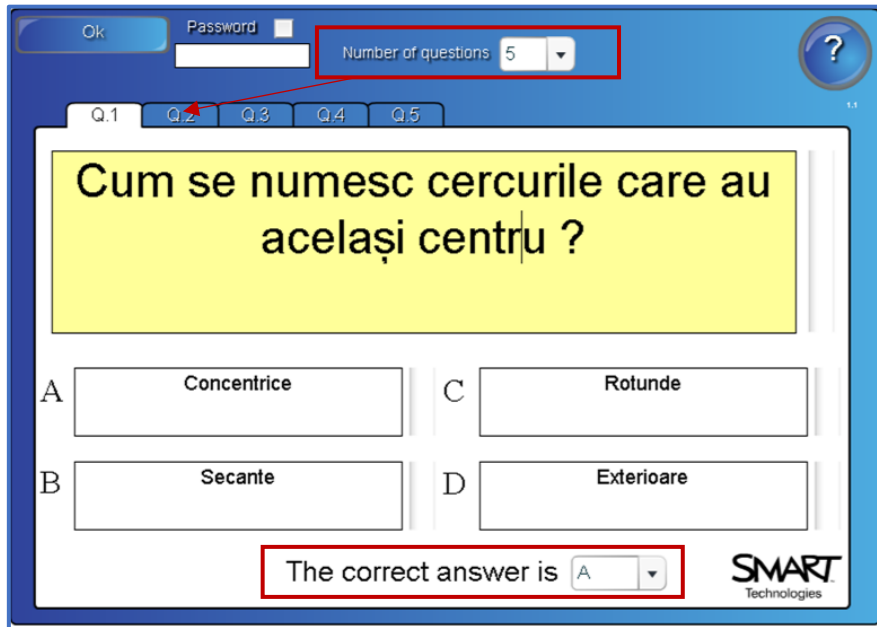 Ok
Password
Number of questions 5
?
1.1
Q.1 Q.2 Q.3 Q.4 Q.5
Cum se numesc cercurile care au
același centru ?
A Concentrice
C Rotunde
B Secante
D Exterioare
The correct answer is A
SMART
Technologies